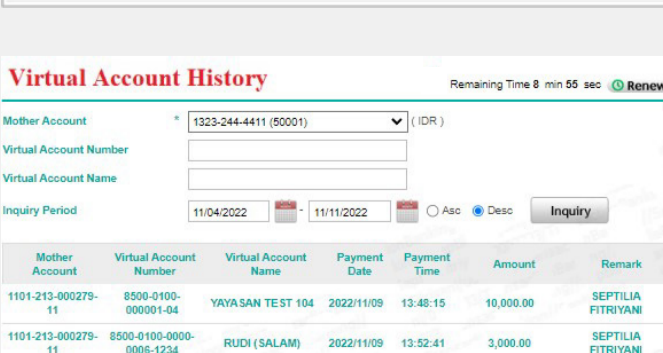 Virtual Account History
Remaining Time 8 min 55 sec Renew
Mother Account * 1323-244-4411 (50001) ( IDR )
Virtual Account Number
Virtual Account Name
Inquiry Period 11/04/2022 - 11/11/2022 Asc Desc Inquiry
Mother Virtual Account Virtual Account Payment Payment Amount Remark
Account Number Name Date Time
1101-213-000279- 8500-0100- YAYASAN TEST 104 2022/11/09 13:48:15 10,000.00 SEPTILIA
11 000001-04 FITRIYANI
1101-213-000279- 8500-0100-0000- RUDI (SALAM) 2022/11/09 13:52:41 3,000.00 SEPTILIA
11 0006-1234 FITRIYANI